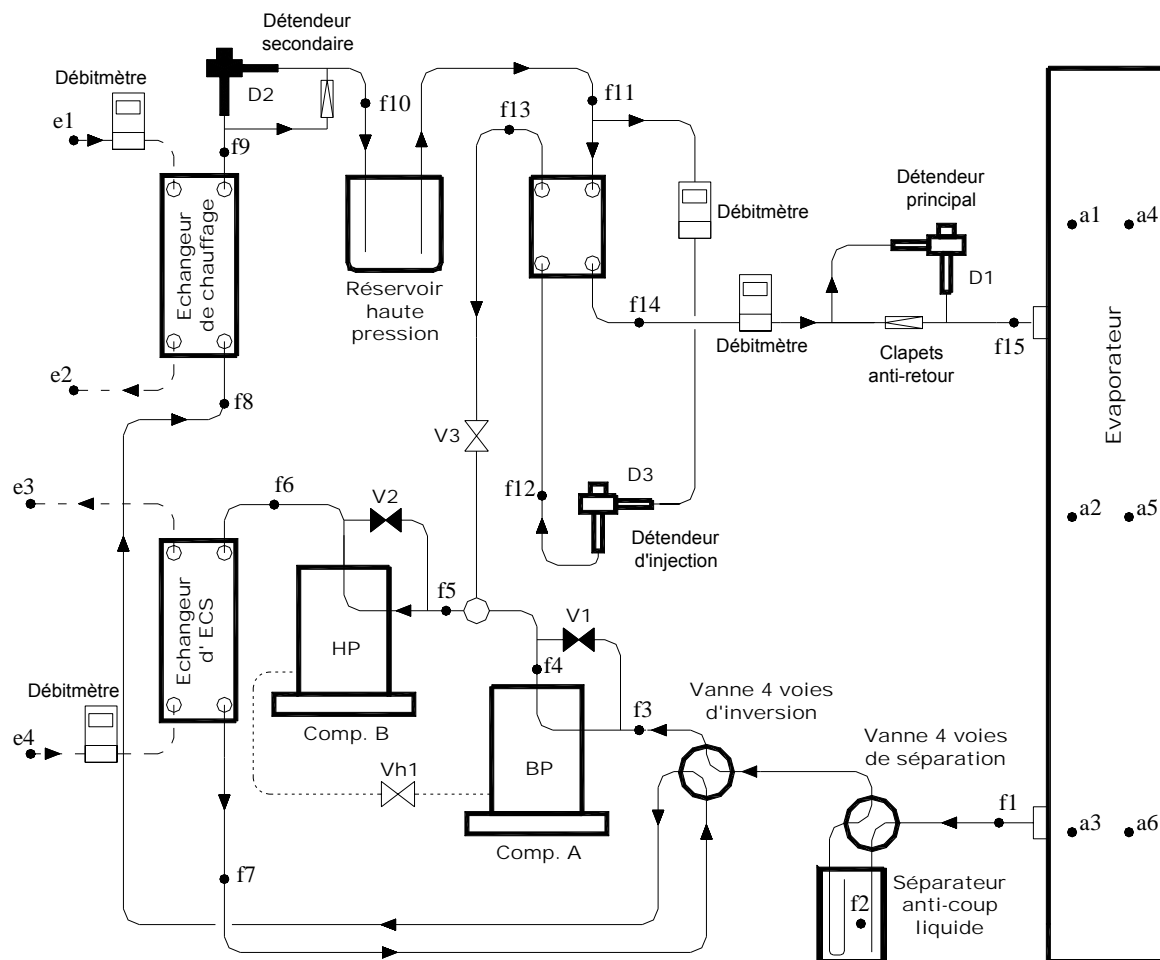 Détendeur
secondaire
Débitmètre
D2
e1
f9
f10
f13
f11
Echangeur
de chauffage
Réservoir
haute
pression
Débitmètre
Détendeur
principal
D1
a1
a4
f14
Débitmètre
Clapets
anti-retour
f15
Evaporateur
e2
f8
V3
e3
f6
V2
f12
D3
Détendeur
d'injection
a2
a5
Echangeur
d' ECS
HP
f5
V1
f4
Débitmètre
e4
Comp. B
Vh1
BP
Comp. A
f3
Vanne 4 voies
d'inversion
Vanne 4 voies
de séparation
f1
a3
a6
f7
f2
Séparateur
anti-coup
liquide